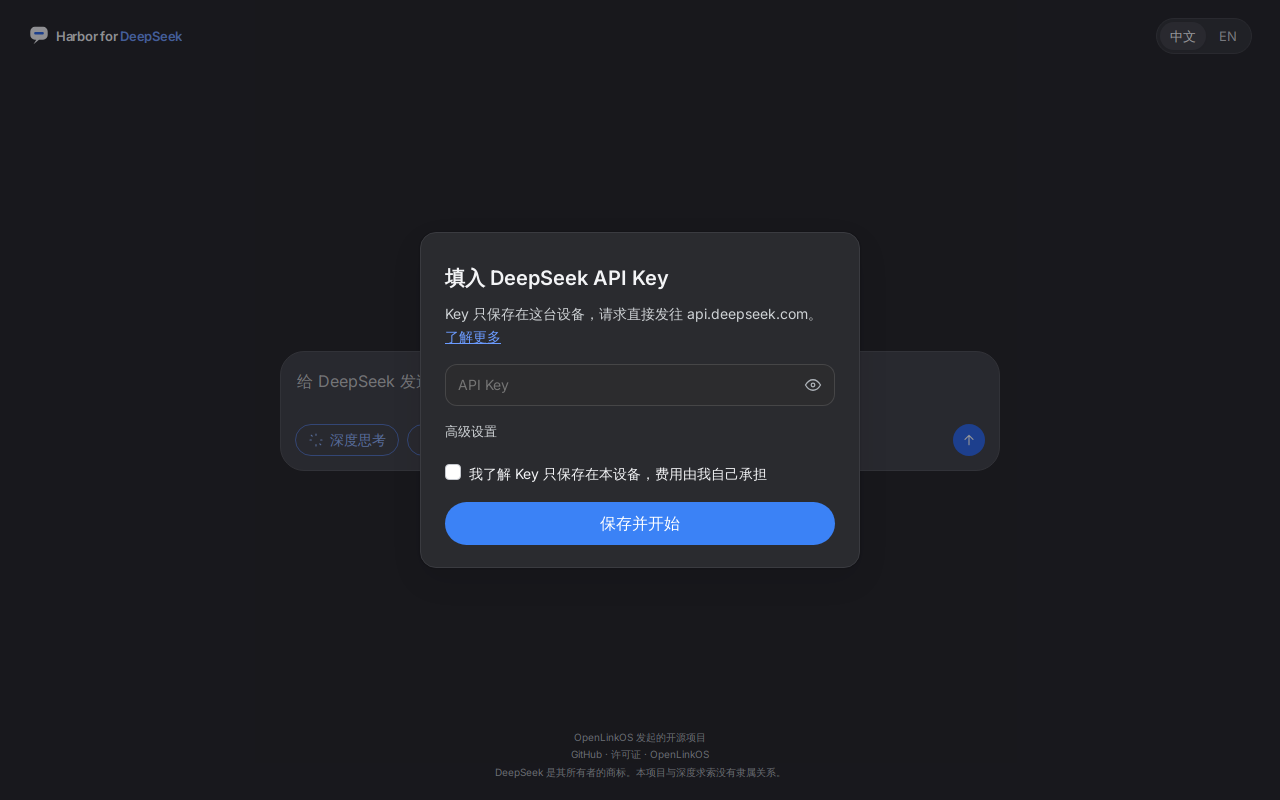 Harbor for DeepSeek
中文 EN
填入 DeepSeek API Key
Key 只保存在这台设备，请求直接发往 api.deepseek.com。
了解更多
给 DeepSeek 发
API Key
深度思考
高级设置
我了解 Key 只保存在本设备，费用由我自己承担
保存并开始
OpenLinkOS 发起的开源项目
GitHub · 许可证 · OpenLinkOS
DeepSeek 是其所有者的商标。本项目与深度求索没有隶属关系。